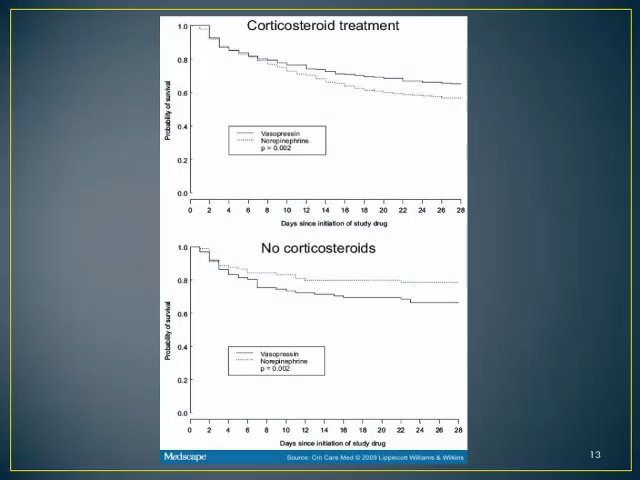 Corticosteroid treatment
1.0
0.8
0.6
0.4
0.2
0.0
Probability of survival
Vasopressin
Norepinephrine
p = 0.002
0 2 4 6 8 10 12 14 16 18 20 22 24 26 28
Days since initiation of study drug
No corticosteroids
1.0
0.8
0.6
0.4
0.2
0.0
Probability of survival
Vasopressin
Norepinephrine
p = 0.002
0 2 4 6 8 10 12 14 16 18 20 22 24 26 28
Days since initiation of study drug
Medscape Source: Crit Care Med © 2009 Lippincott Williams & Wilkins
13